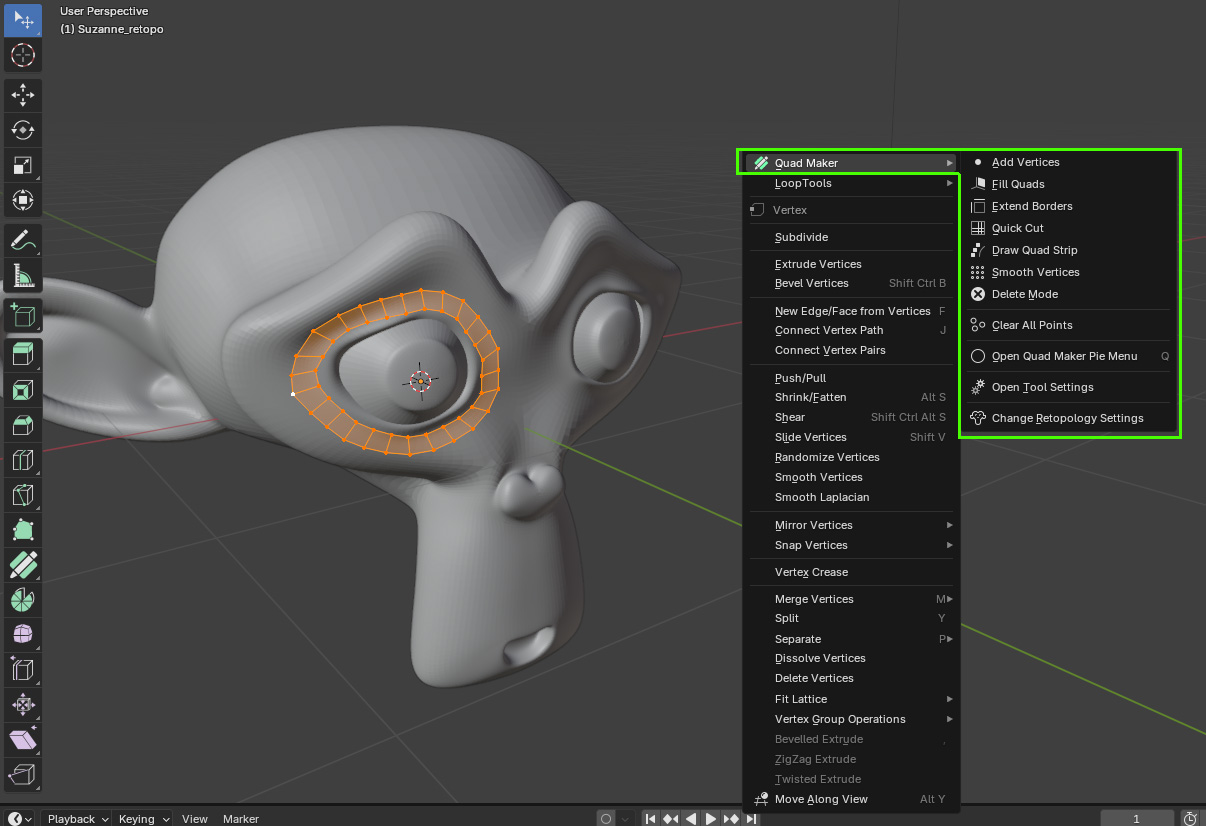 User Perspective
(1) Suzanne_retopo
Quad Maker
LoopTools
Vertex
Subdivide
Extrude Vertices
Bevel Vertices Shift Ctrl B
New Edge/Face from Vertices F
Connect Vertex Path J
Connect Vertex Pairs
Push/Pull
Shrink/Fatten Alt S
Shear Shift Ctrl Alt S
Slide Vertices Shift V
Randomize Vertices
Smooth Vertices
Smooth Laplacian
Mirror Vertices
Snap Vertices
Vertex Crease
Merge Vertices M
Split Y
Separate P
Dissolve Vertices
Delete Vertices
Fit Lattice
Vertex Group Operations
Bevelled Extrude ,
ZigZag Extrude
Twisted Extrude
Move Along View Alt Y
Add Vertices
Fill Quads
Extend Borders
Quick Cut
Draw Quad Strip
Smooth Vertices
Delete Mode
Clear All Points
Open Quad Maker Pie Menu Q
Open Tool Settings
Change Retopology Settings
Playback Keying View Marker 1